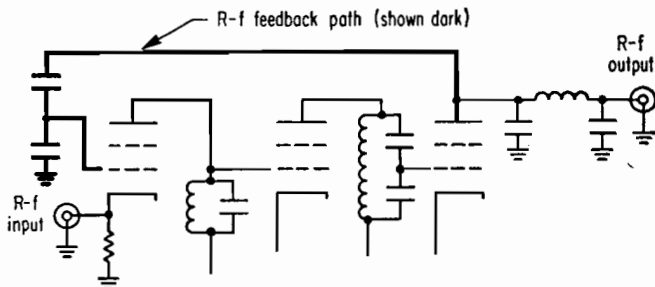 R-f feedback path (shown dark)
R-f
output
R-f
input